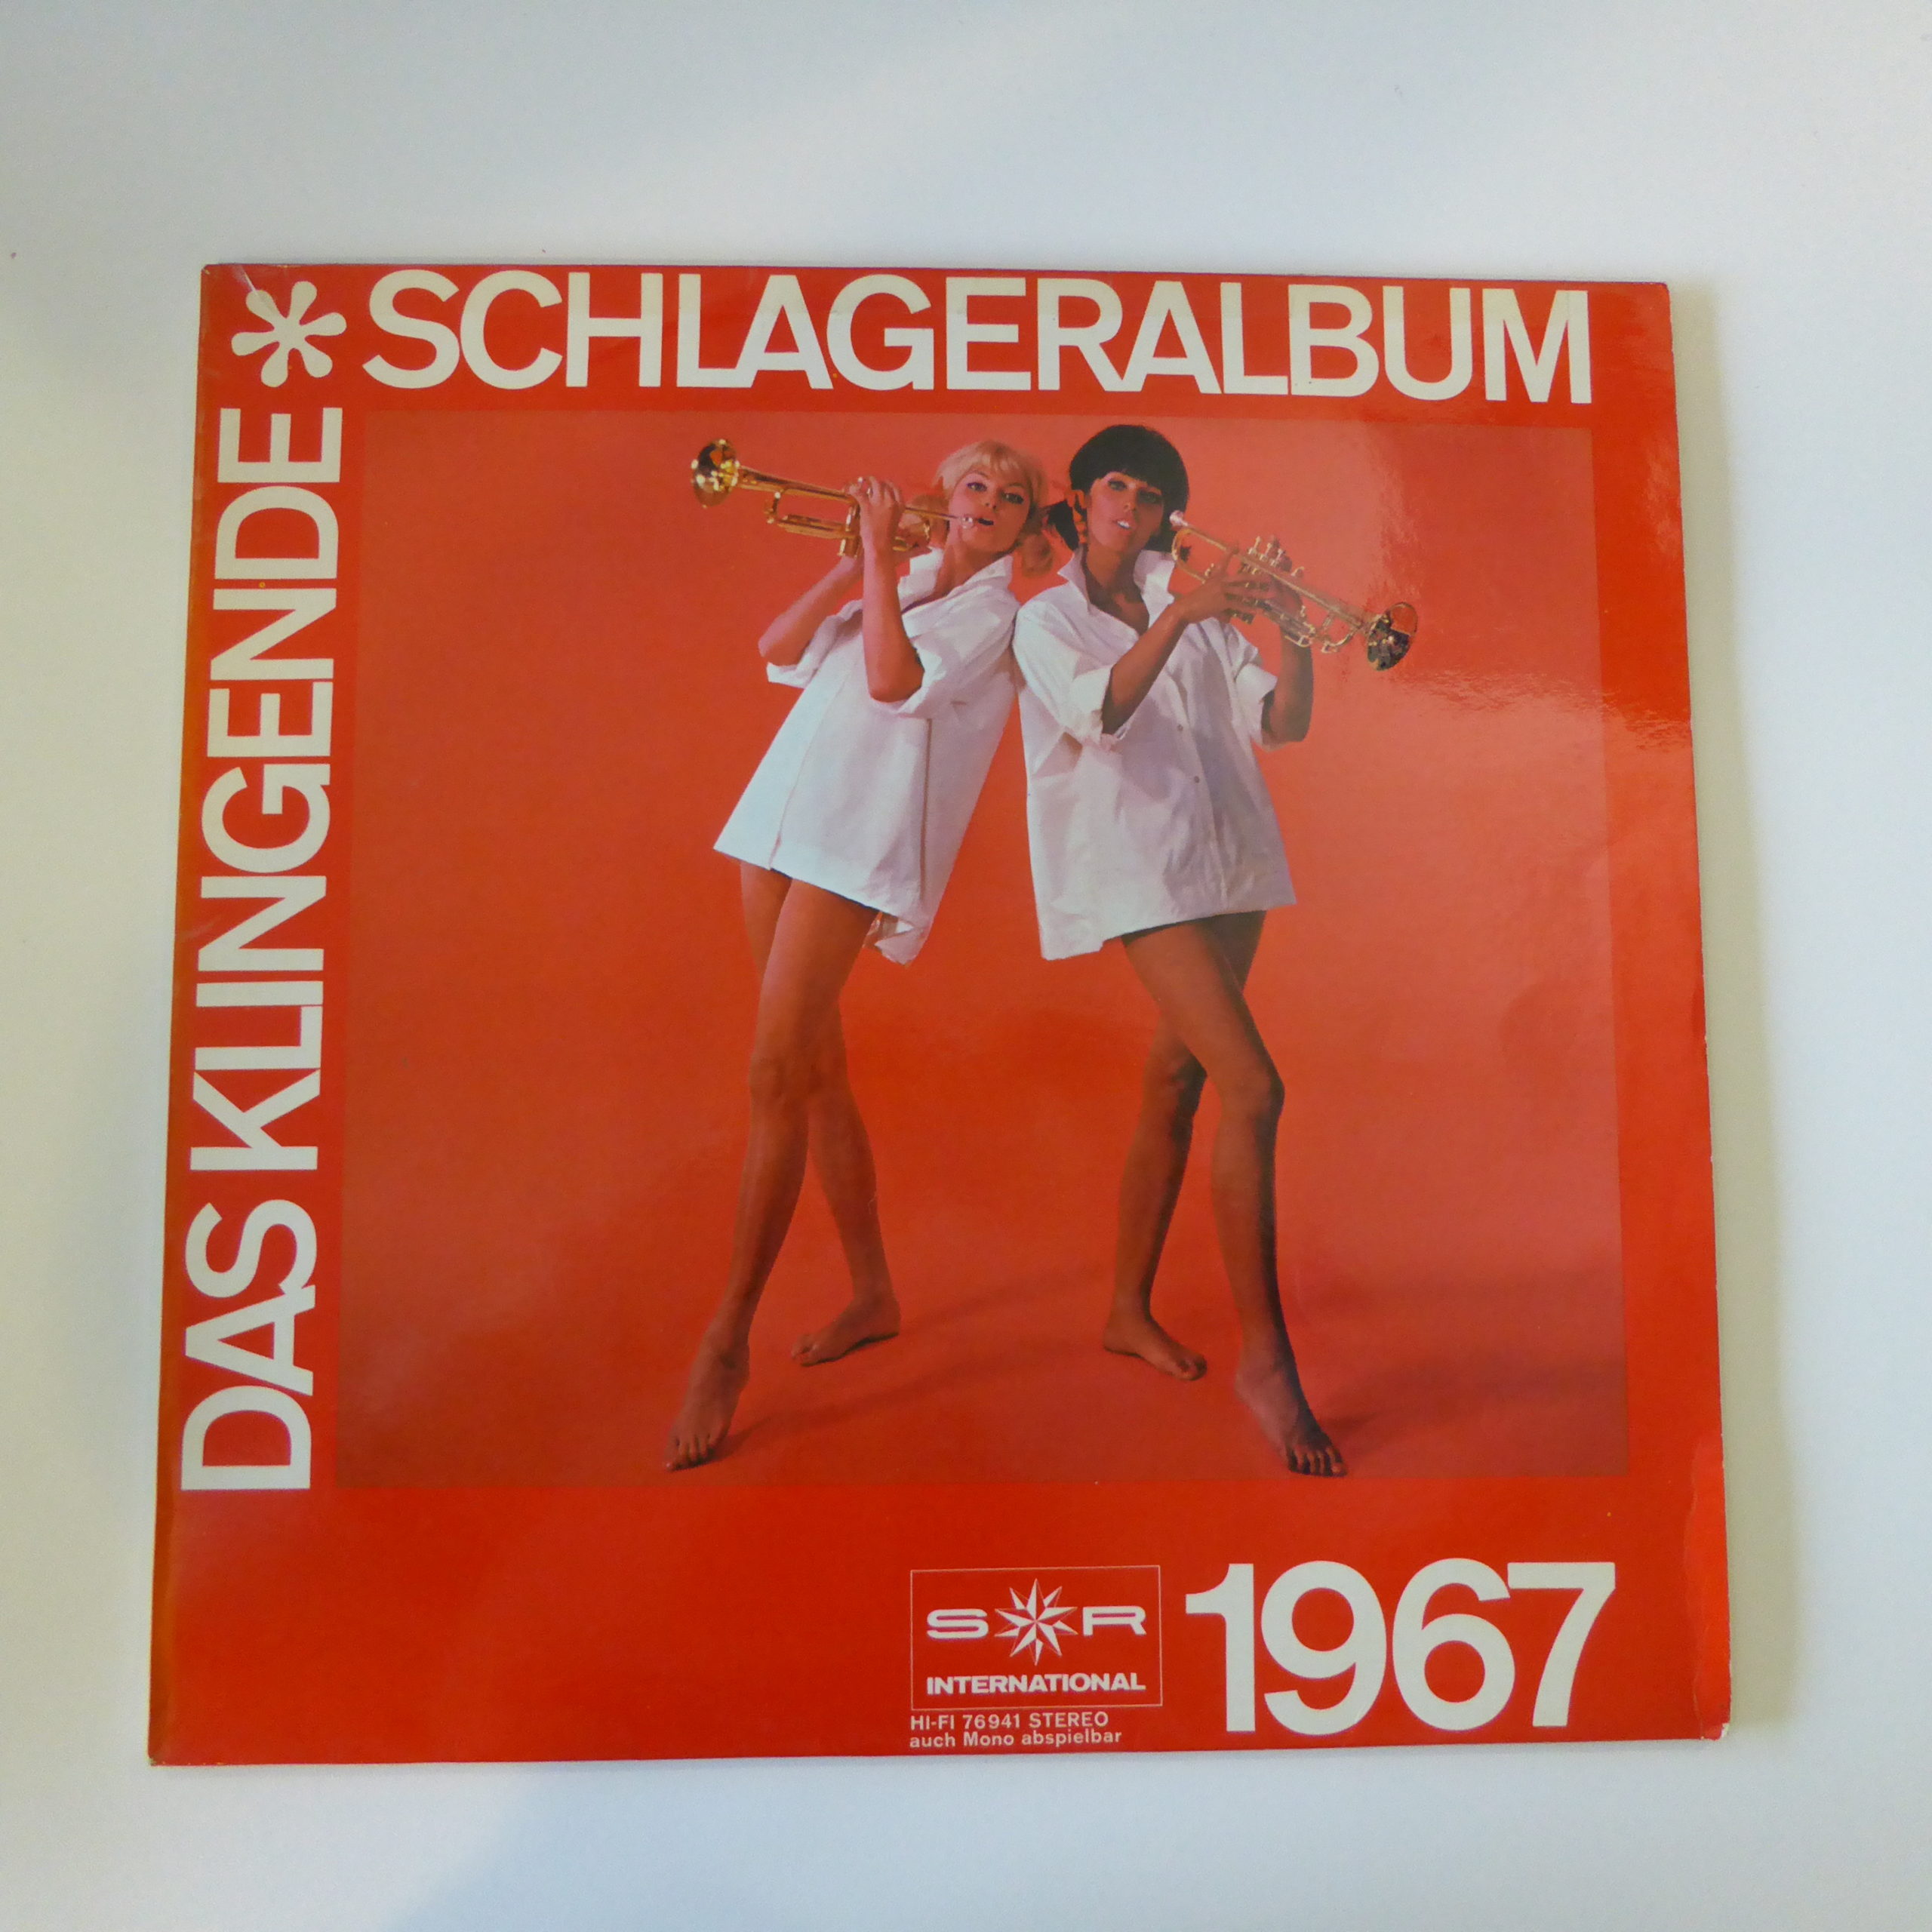 DAS KLINGENDE
SCHLAGERALBUM
1967
S R
INTERNATIONAL
HI-FI 76941 STEREO
auch Mono abspielbar